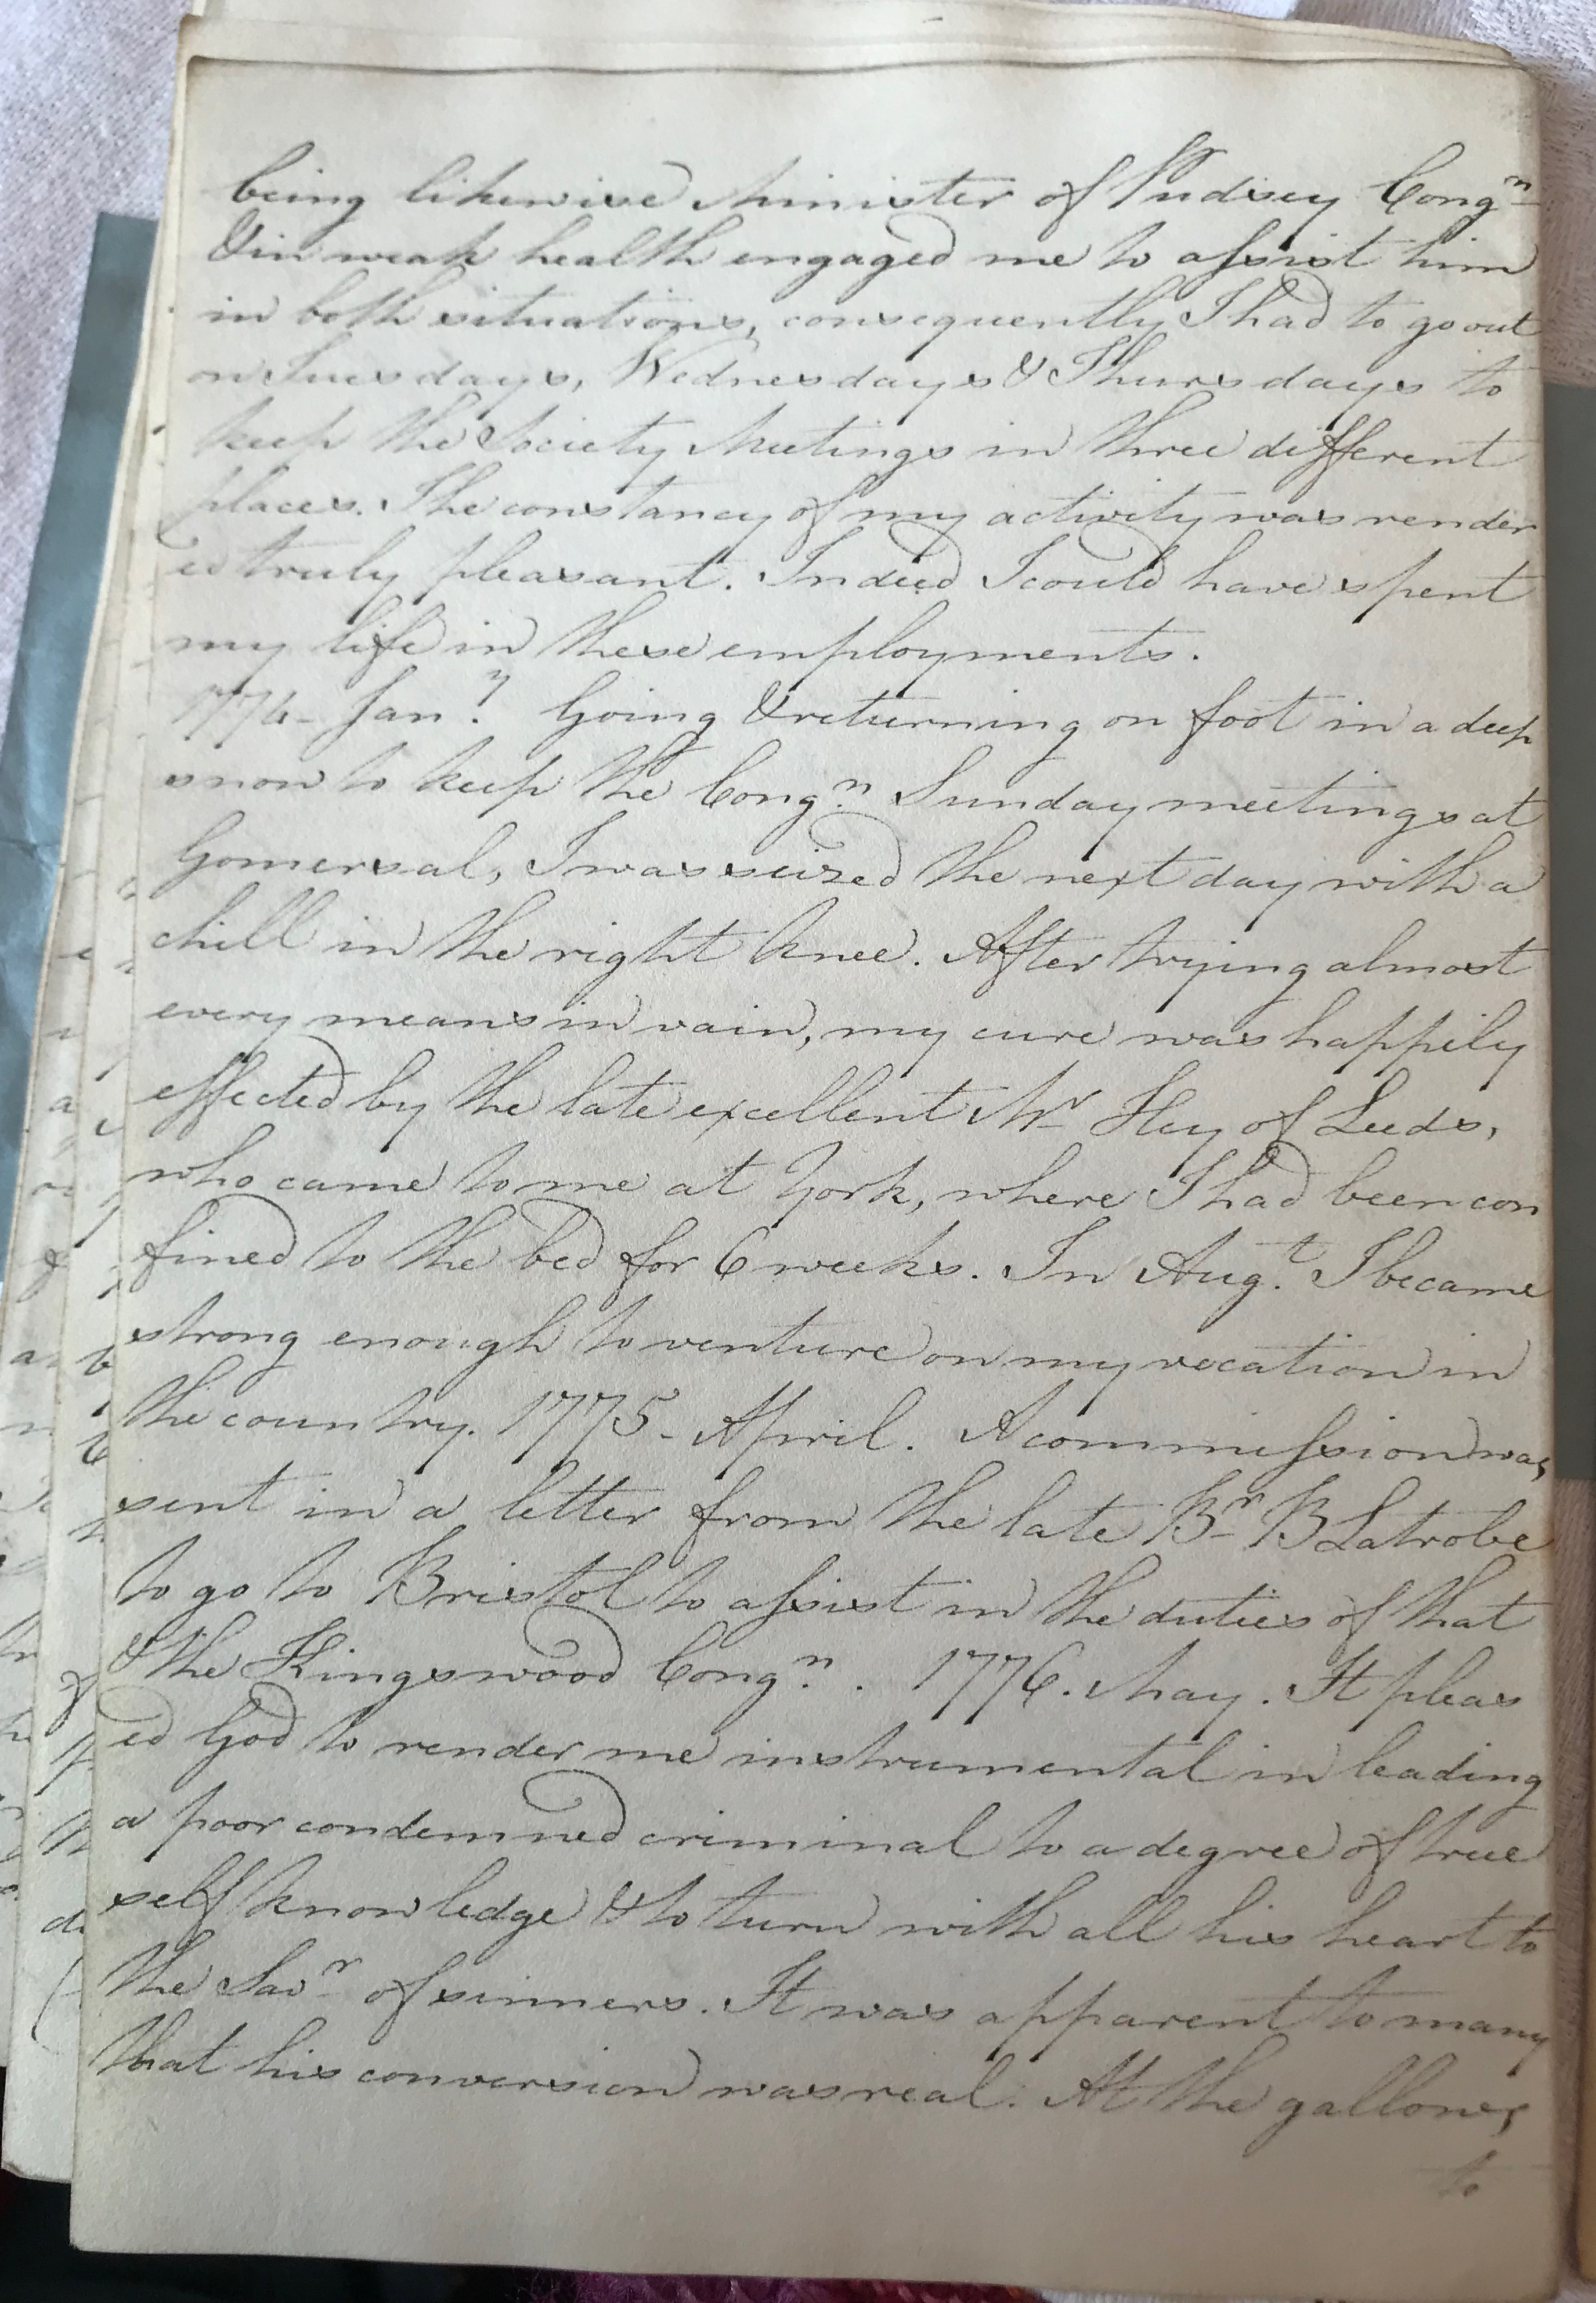 being likewise Minister of Pudsey Congn
& in weak health engaged me to assist him
in both situations, consequently I had to go out
on Tuesdays, Wednesdays & Thursdays to
keep the Society Meetings in three different
places. The constancy of my activity was render
ed truly pleasant. Indeed I could have spent
my life in these employments.
1774 - Jany. Going & returning on foot in a deep
snow to keep the Congn. Sunday meetings at
Gomersal, I was seized the next day with a
chill in the right knee. After trying almost
every means in vain, my cure was happily
effected by the late excellent Mr Hey of Leeds,
who came to me at York, where I had been con
fined to the bed for 6 weeks. In Augt. I became
strong enough to venture on my vocation in
the country. 1775 - April. A commission was
sent in a letter from the late Br B Latrobe
to go to Bristol to assist in the duties of that
& the Kingswood Congn. . 1776. May. It pleas
ed God to render me instrumental in leading
a poor condemned criminal to a degree of true
self knowledge & to turn with all his heart to
the Savr of sinners. It was apparent to many
that his conversion was real. At the gallows,
to